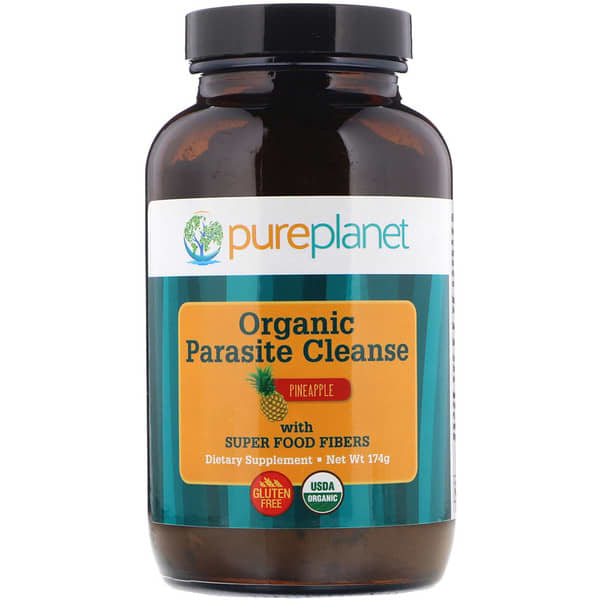 pureplanet
Organic
Parasite Cleanse
PINEAPPLE
with
SUPER FOOD FIBERS
Dietary Supplement • Net Wt 174g
GLUTEN
FREE
USDA
ORGANIC